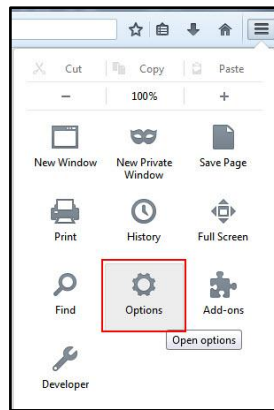 Cut Copy Paste
− 100% +
New Window New Private Save Page
Window
Print History Full Screen
Find Options Add-ons
Open options
Developer